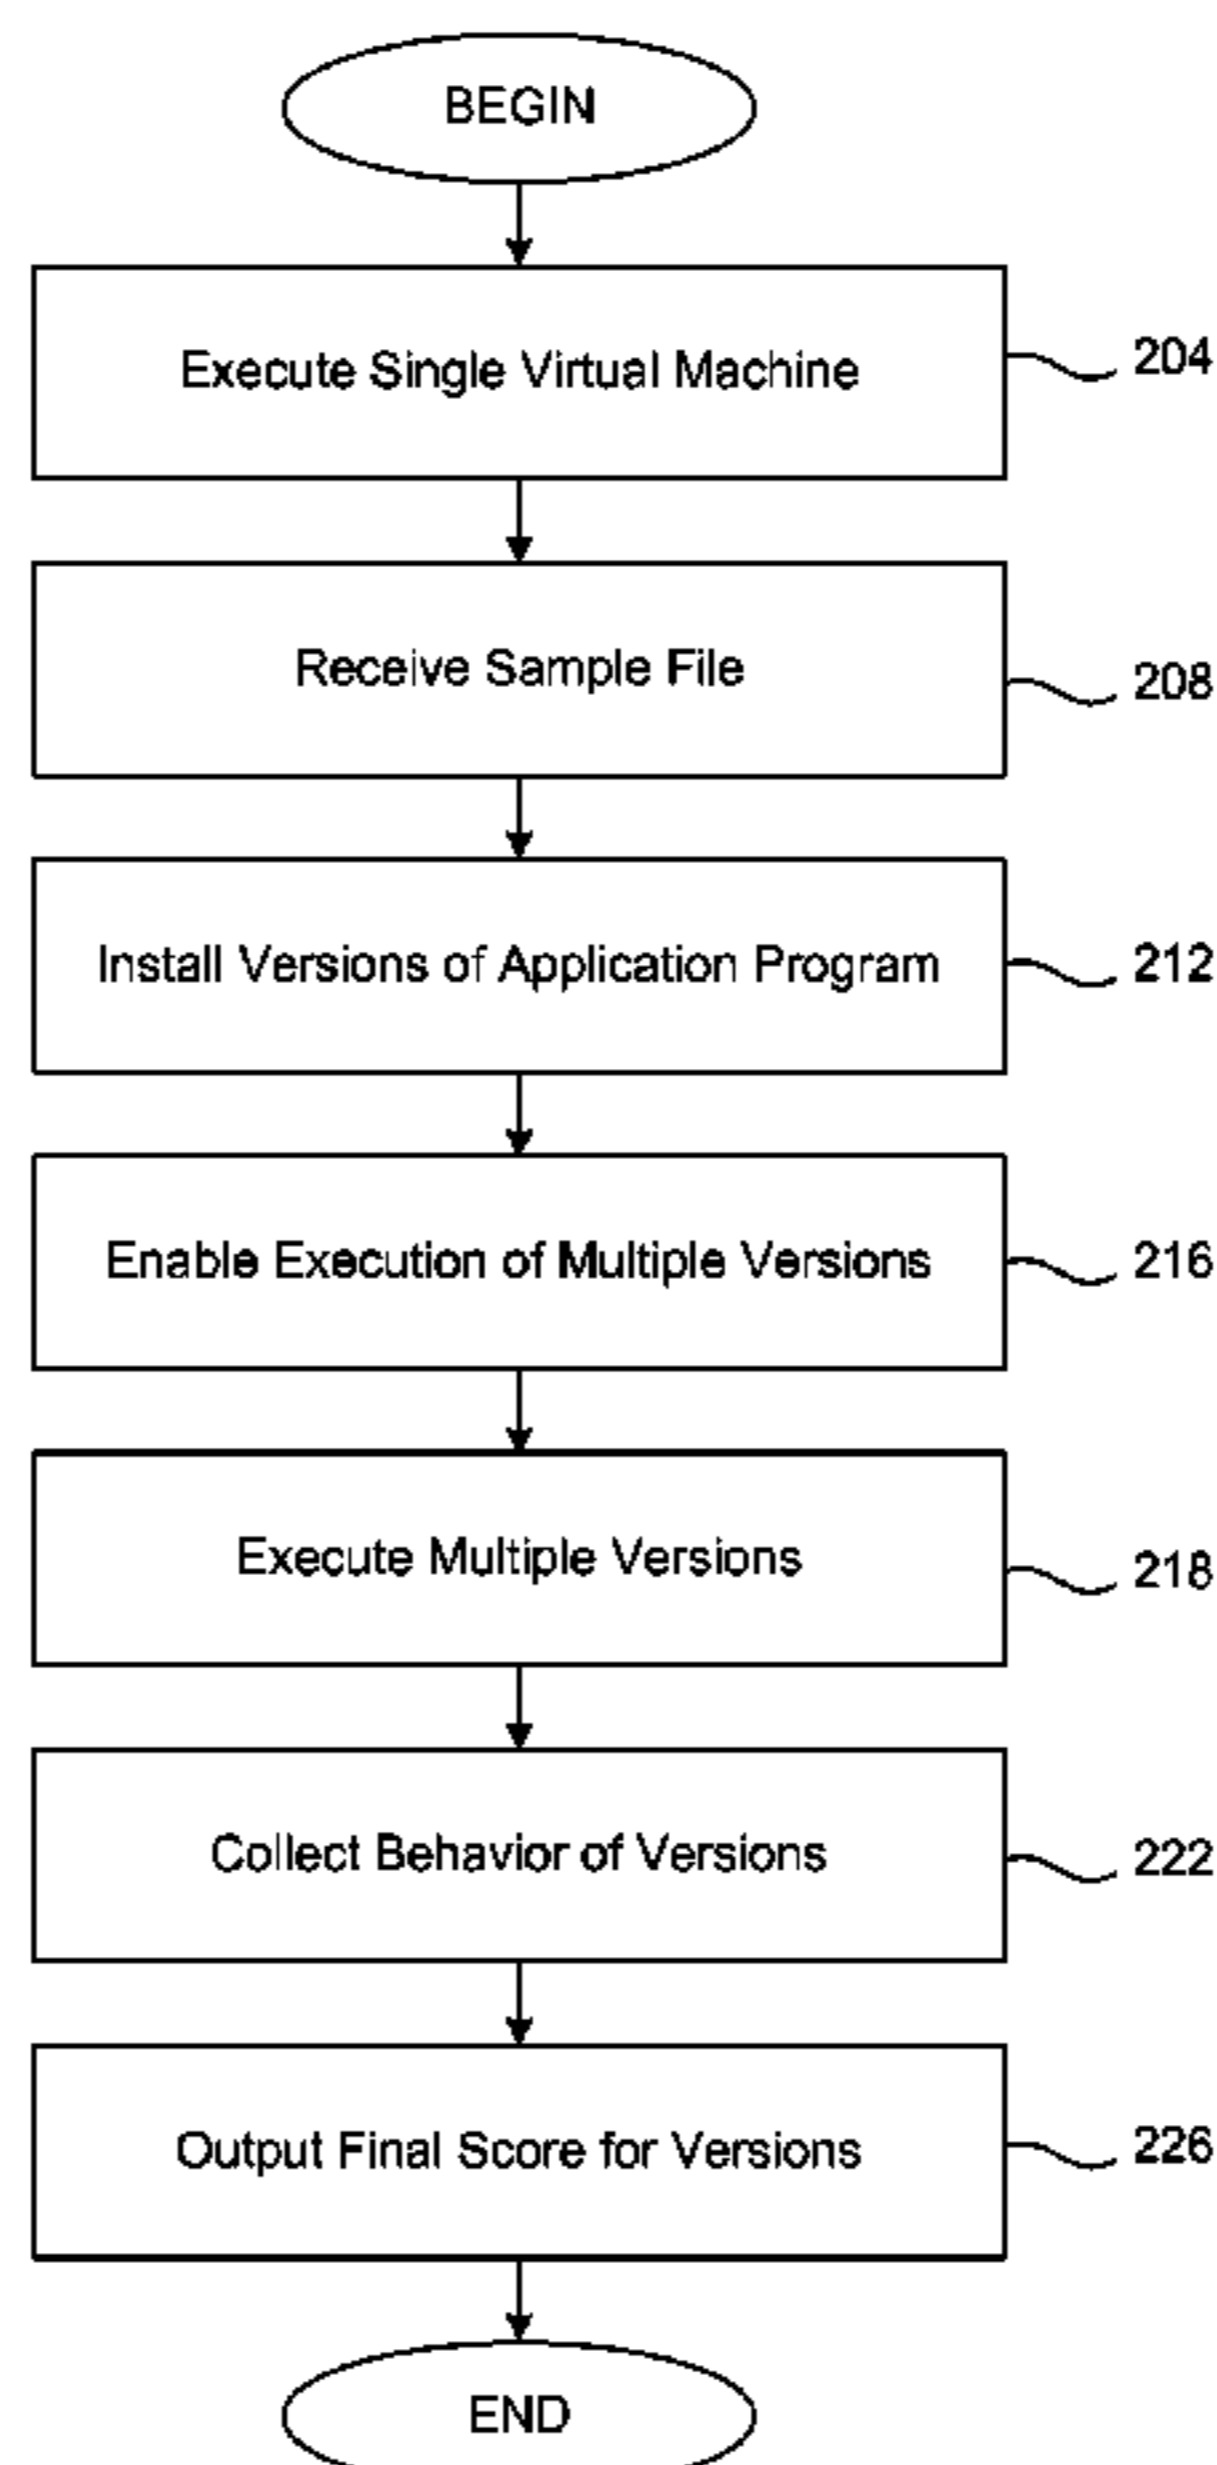 BEGIN
Execute Single Virtual Machine
204
Receive Sample File
208
Install Versions of Application Program
212
Enable Execution of Multiple Versions
216
Execute Multiple Versions
218
Collect Behavior of Versions
222
Output Final Score for Versions
226
END